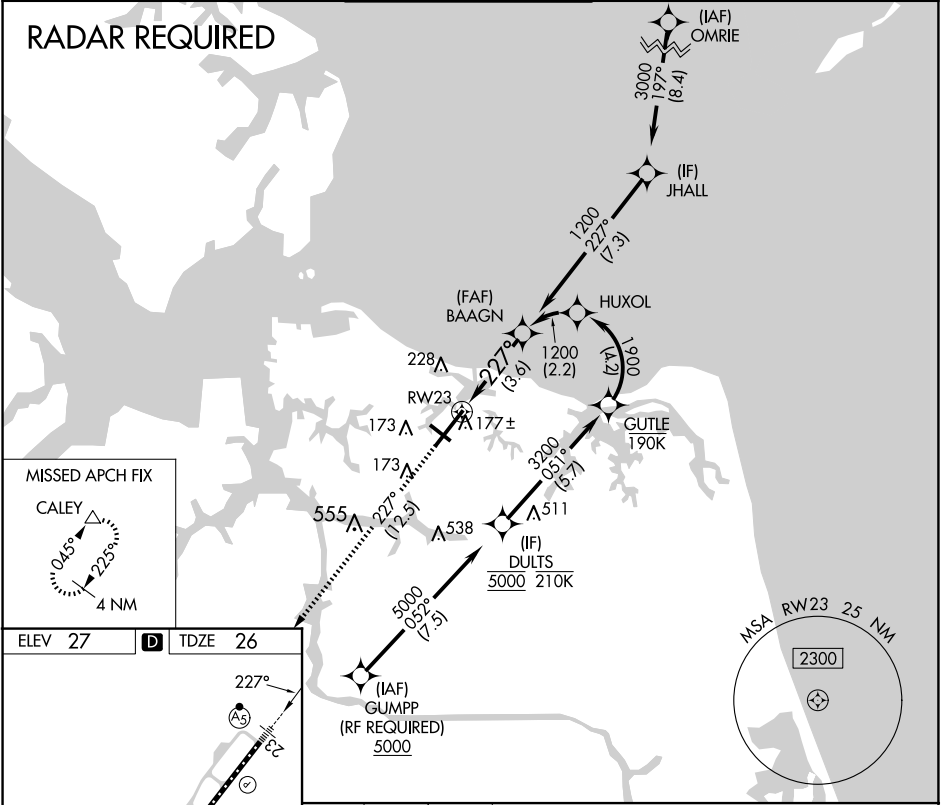 RADAR REQUIRED
(IAF)
OMRIE
3000
197°
(8.4)
(IF)
JHALL
1200
227°
(7.3)
(FAF)
BAAGN
HUXOL
1200
(2.2)
1900
(4.2)
227°
(3.6)
228
RW23
177±
173
GUTLE
190K
173
3200
051°
(5.7)
MISSED APCH FIX
CALEY
045°
225°
4 NM
555
227°
(12.5)
538
511
(IF)
DULTS
5000 210K
5000
052°
(7.5)
MSA RW23 25 NM
2300
ELEV 27
D
TDZE 26
227°
A5
23
P
(IAF)
GUMPP
(RF REQUIRED)
5000